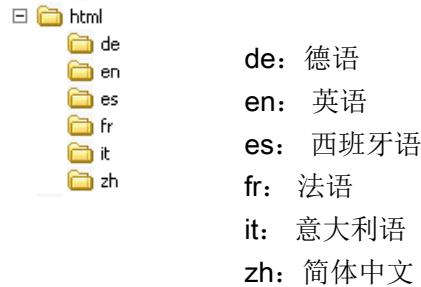 html
de
en
es
fr
it
zh
de：德语
en： 英语
es： 西班牙语
fr： 法语
it： 意大利语
zh：简体中文